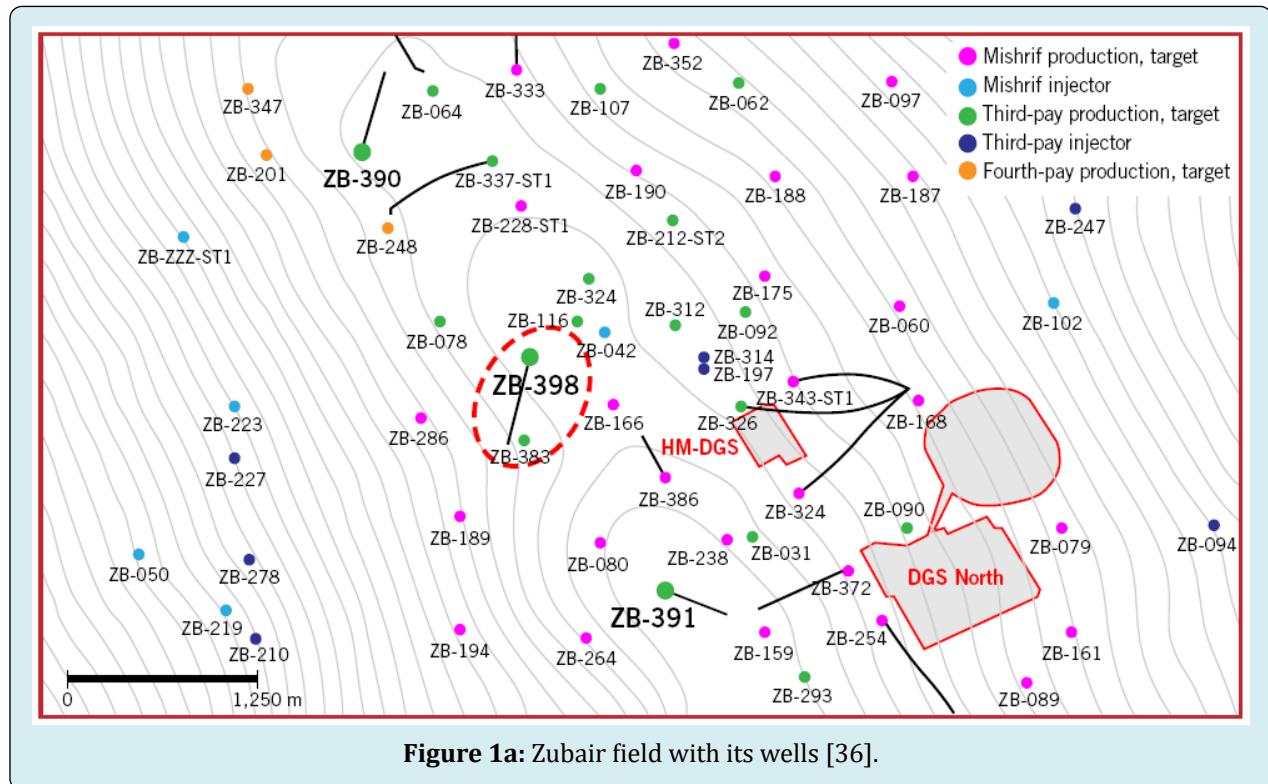 ZB-352
Mishrif production, target
ZB-333
ZB-097
Mishrif injector
ZB-347
ZB-064
ZB-107
ZB-062
Third-pay production, target
Third-pay injector
ZB-201
ZB-390
ZB-337-ST1
ZB-190
ZB-188
ZB-187
Fourth-pay production, target
ZB-228-ST1
ZB-212-ST2
ZB-247
ZB-248
ZB-ZZZ-ST1
ZB-324
ZB-175
ZB-312
ZB-116
ZB-092
ZB-060
ZB-102
ZB-078
ZB-042
ZB-314
ZB-197
ZB-398
ZB-343-ST1
ZB-223
ZB-286
ZB-166
ZB-326
ZB-168
HM-DGS
ZB-383
ZB-227
ZB-386
ZB-324
ZB-090
ZB-189
ZB-079
ZB-094
ZB-050
ZB-278
ZB-080
ZB-238
ZB-031
DGS North
ZB-372
ZB-391
ZB-219
ZB-210
ZB-194
ZB-264
ZB-159
ZB-254
ZB-161
ZB-293
ZB-089
0
1,250 m
Figure 1a: Zubair field with its wells [36].